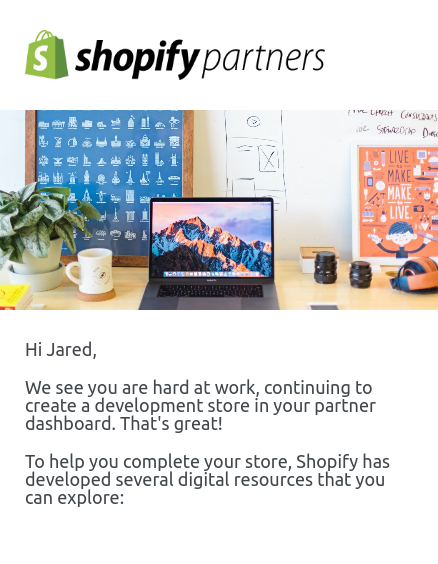 shopify partners
LIVE
TO
MAKE
MAKE
TO
LIVE.
Hi Jared,
We see you are hard at work, continuing to
create a development store in your partner
dashboard. That's great!
To help you complete your store, Shopify has
developed several digital resources that you
can explore: